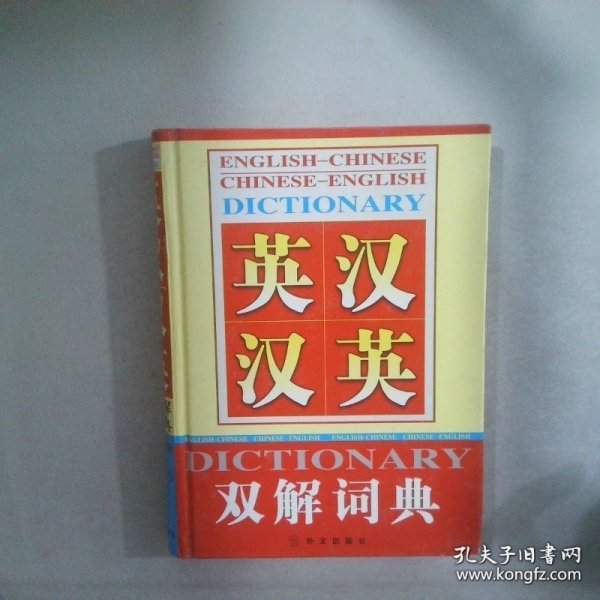 ENGLISH-CHINESE
CHINESE-ENGLISH
DICTIONARY
英汉
汉英
ENGLISH-CHINESE CHINESE-ENGLISH ENGLISH-CHINESE CHINESE-ENGLISH
DICTIONARY
双解词典
外文出版社
孔夫子旧书网
www.kongfz.com